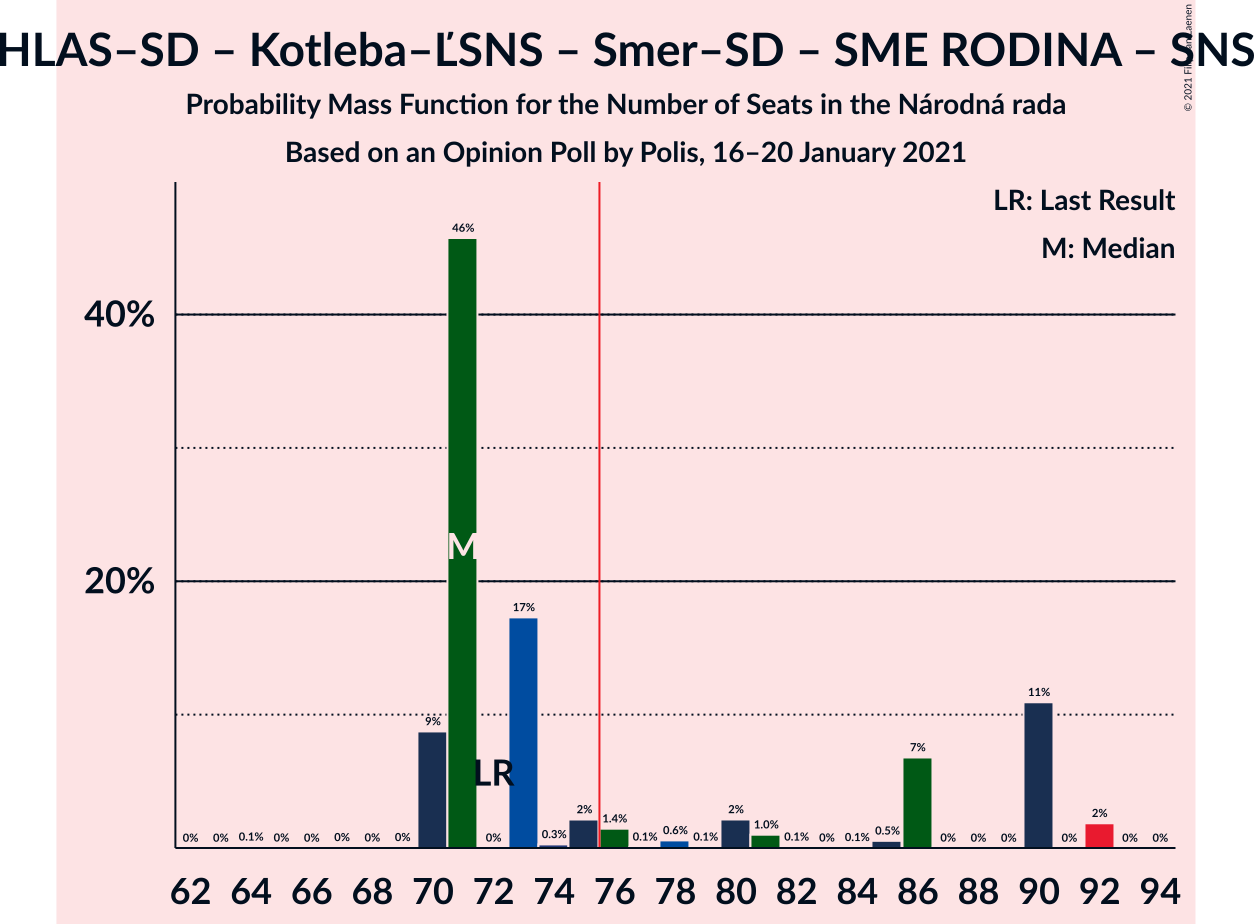 HLAS–SD – Kotleba–ĽSNS – Smer–SD – SME RODINA – SNS
Probability Mass Function for the Number of Seats in the Národná rada
Based on an Opinion Poll by Polis, 16–20 January 2021
© 2021 Filip van Laenen
LR: Last Result
M: Median
40%
20%
0% 0% 0.1% 0% 0% 0% 0% 0% 9% 46% 0% 17% 0.3% 2% 1.4% 0.1% 0.6% 0.1% 2% 1.0% 0.1% 0% 0.1% 0.5% 7% 0% 0% 0% 11% 0% 2% 0% 0%
M
LR
62 64 66 68 70 72 74 76 78 80 82 84 86 88 90 92 94